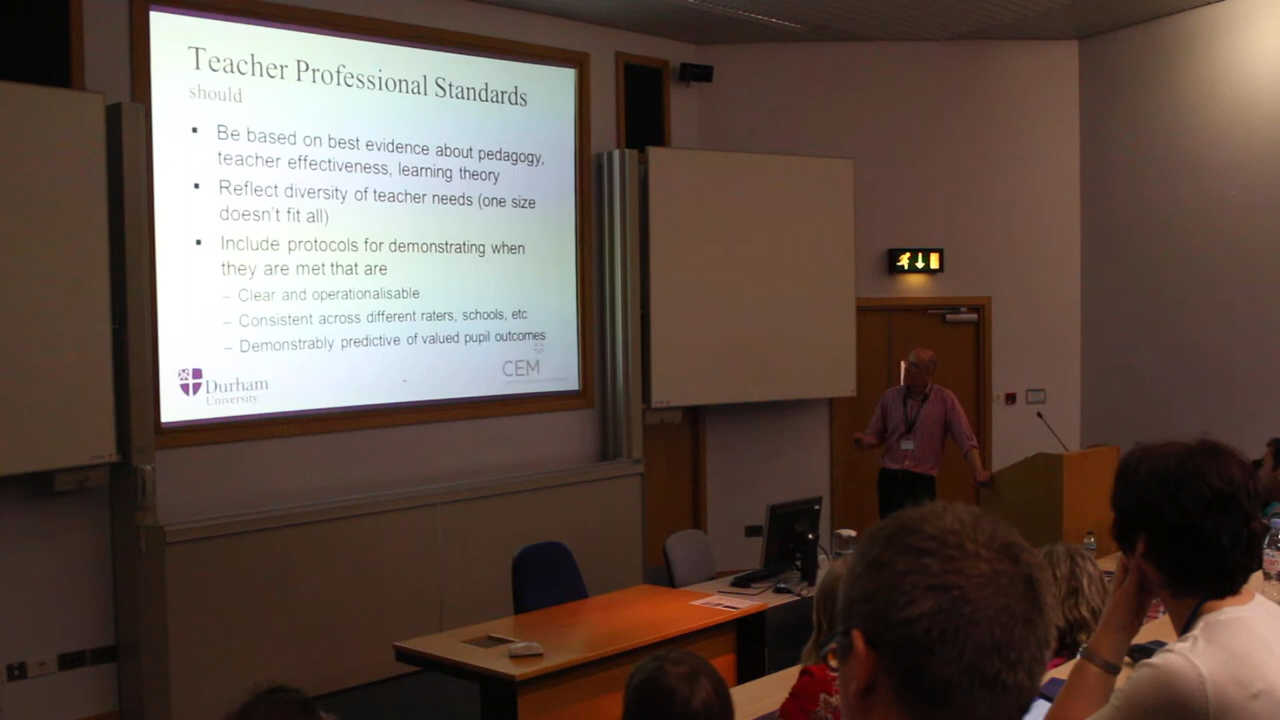 Teacher Professional Standards
should
▪ Be based on best evidence about pedagogy,
teacher effectiveness, learning theory
▪ Reflect diversity of teacher needs (one size
doesn't fit all)
▪ Include protocols for demonstrating when
they are met that are
– Clear and operationalisable
– Consistent across different raters, schools, etc
– Demonstrably predictive of valued pupil outcomes
Durham
University
CEM